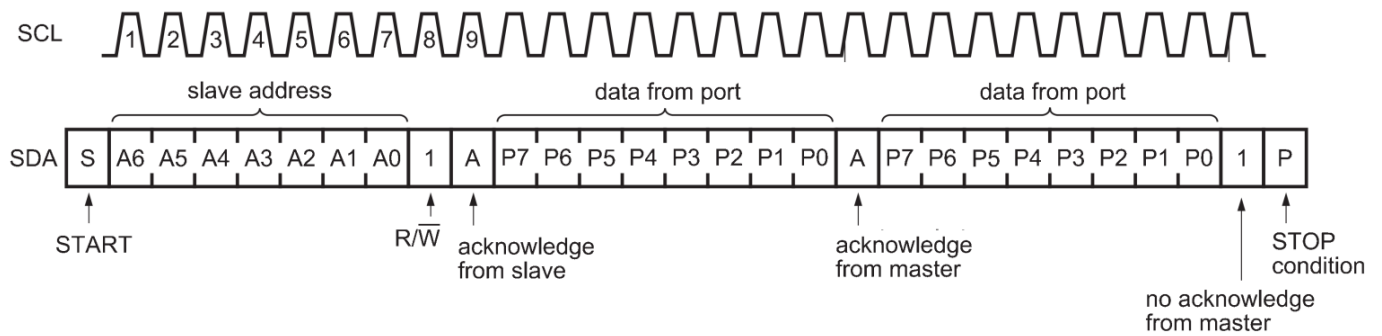 SCL 1 2 3 4 5 6 7 8 9
slave address data from port data from port
SDA S A6 A5 A4 A3 A2 A1 A0 1 A P7 P6 P5 P4 P3 P2 P1 P0 A P7 P6 P5 P4 P3 P2 P1 P0 1 P
START R/W̅ acknowledge from slave acknowledge from master STOP condition
no acknowledge from master